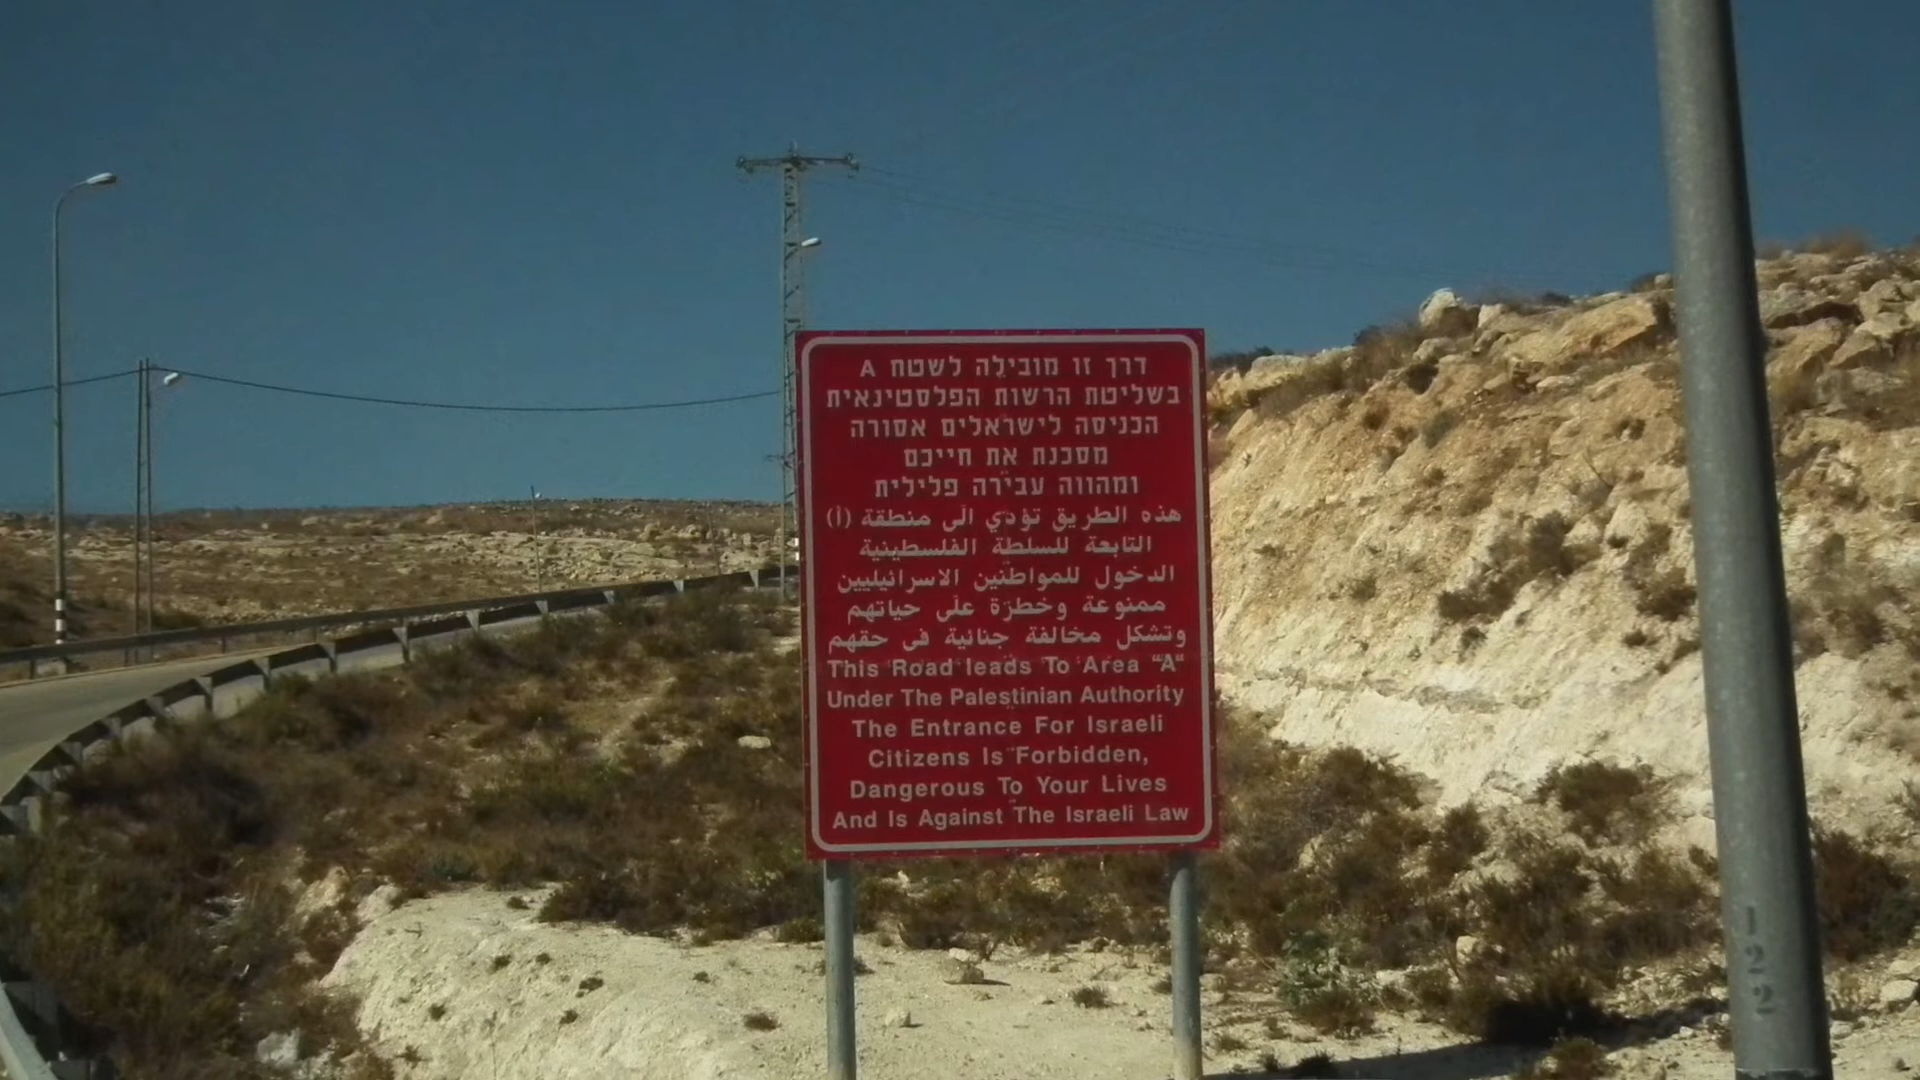 דרך זו מובילה לשטח A
בשליטת הרשות הפלסטינאית
הכניסה לישראלים אסורה
מסכנת את חייכם
ומהווה עבירה פלילית
هذه الطريق تؤدي الى منطقة (أ)
التابعة للسلطة الفلسطينية
الدخول للمواطنين الاسرائيليين
ممنوعة وخطرة على حياتهم
وتشكل مخالفة جنائية في حقهم
This Road leads To Area "A"
Under The Palestinian Authority
The Entrance For Israeli
Citizens Is Forbidden,
Dangerous To Your Lives
And Is Against The Israeli Law
122